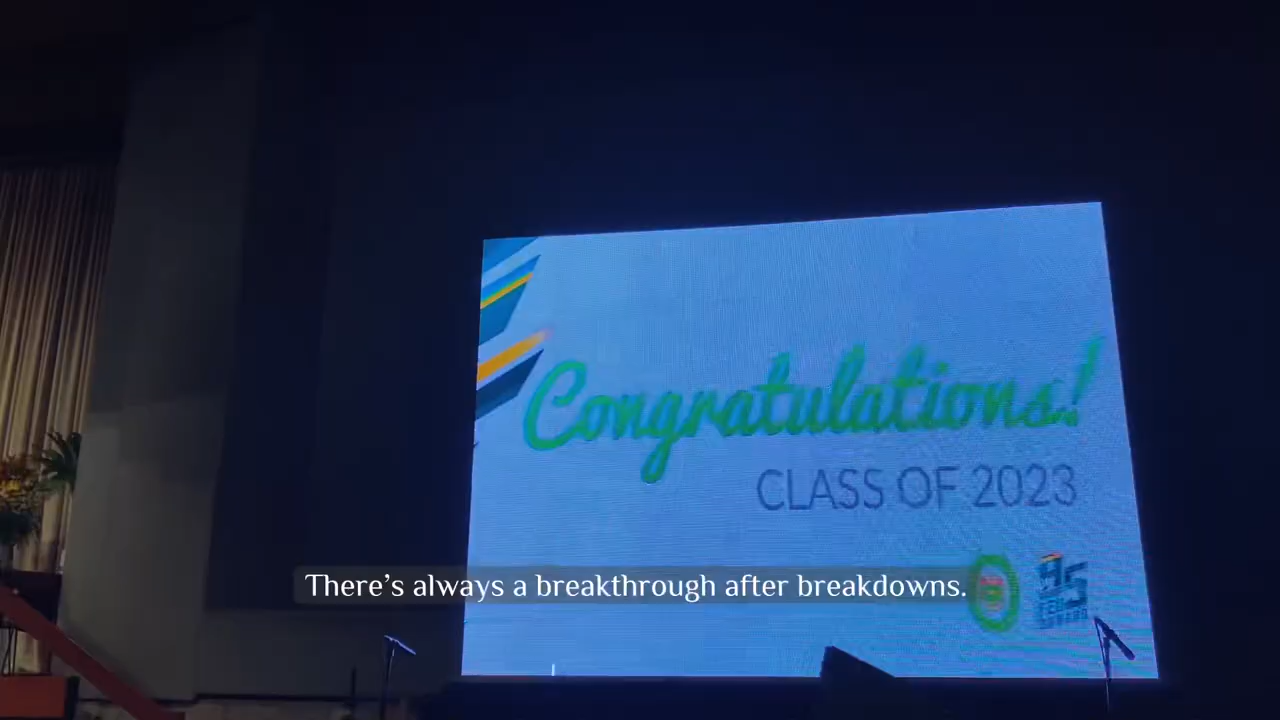 Congratulations!
CLASS OF 2023
There's always a breakthrough after breakdowns.